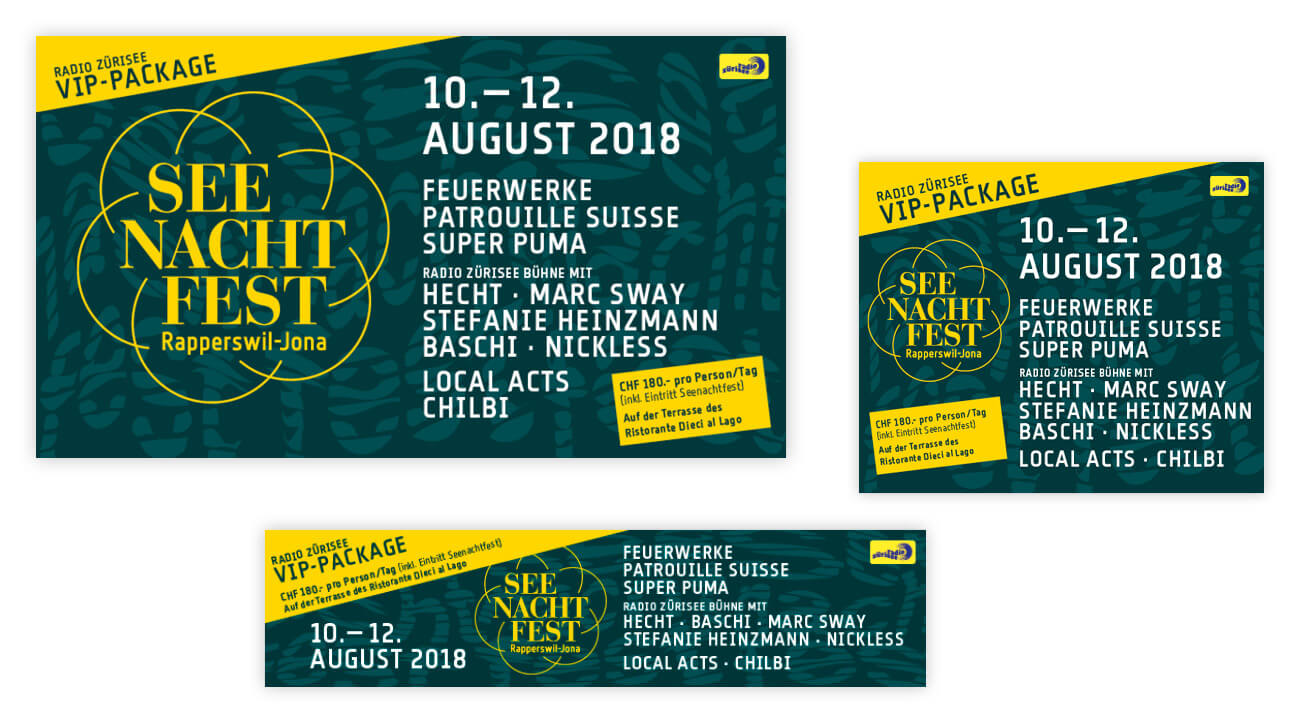 RADIO ZÜRISEE
VIP-PACKAGE
SEE
NACHT
FEST
Rapperswil-Jona
10.– 12.
AUGUST 2018
FEUERWERKE
PATROUILLE SUISSE
SUPER PUMA
RADIO ZÜRISEE BÜHNE MIT
HECHT · MARC SWAY
STEFANIE HEINZMANN
BASCHI · NICKLESS
LOCAL ACTS
CHILBI
CHF 180.- pro Person/Tag
(inkl. Eintritt Seenachtfest)
Auf der Terrasse des
Ristorante Dieci al Lago
radio
zürisee
RADIO ZÜRISEE
VIP-PACKAGE
SEE
NACHT
FEST
Rapperswil-Jona
CHF 180.- pro Person/Tag
(inkl. Eintritt Seenachtfest)
Auf der Terrasse des
Ristorante Dieci al Lago
10.– 12.
AUGUST 2018
FEUERWERKE
PATROUILLE SUISSE
SUPER PUMA
RADIO ZÜRISEE BÜHNE MIT
HECHT · MARC SWAY
STEFANIE HEINZMANN
BASCHI · NICKLESS
LOCAL ACTS · CHILBI
radio
zürisee
RADIO ZÜRISEE
VIP-PACKAGE
CHF 180.- pro Person/Tag (inkl. Eintritt Seenachtfest)
Auf der Terrasse des Ristorante Dieci al Lago
10.– 12.
AUGUST 2018
SEE
NACHT
FEST
Rapperswil-Jona
FEUERWERKE
PATROUILLE SUISSE
SUPER PUMA
RADIO ZÜRISEE BÜHNE MIT
HECHT · BASCHI · MARC SWAY
STEFANIE HEINZMANN · NICKLESS
LOCAL ACTS · CHILBI
radio
zürisee